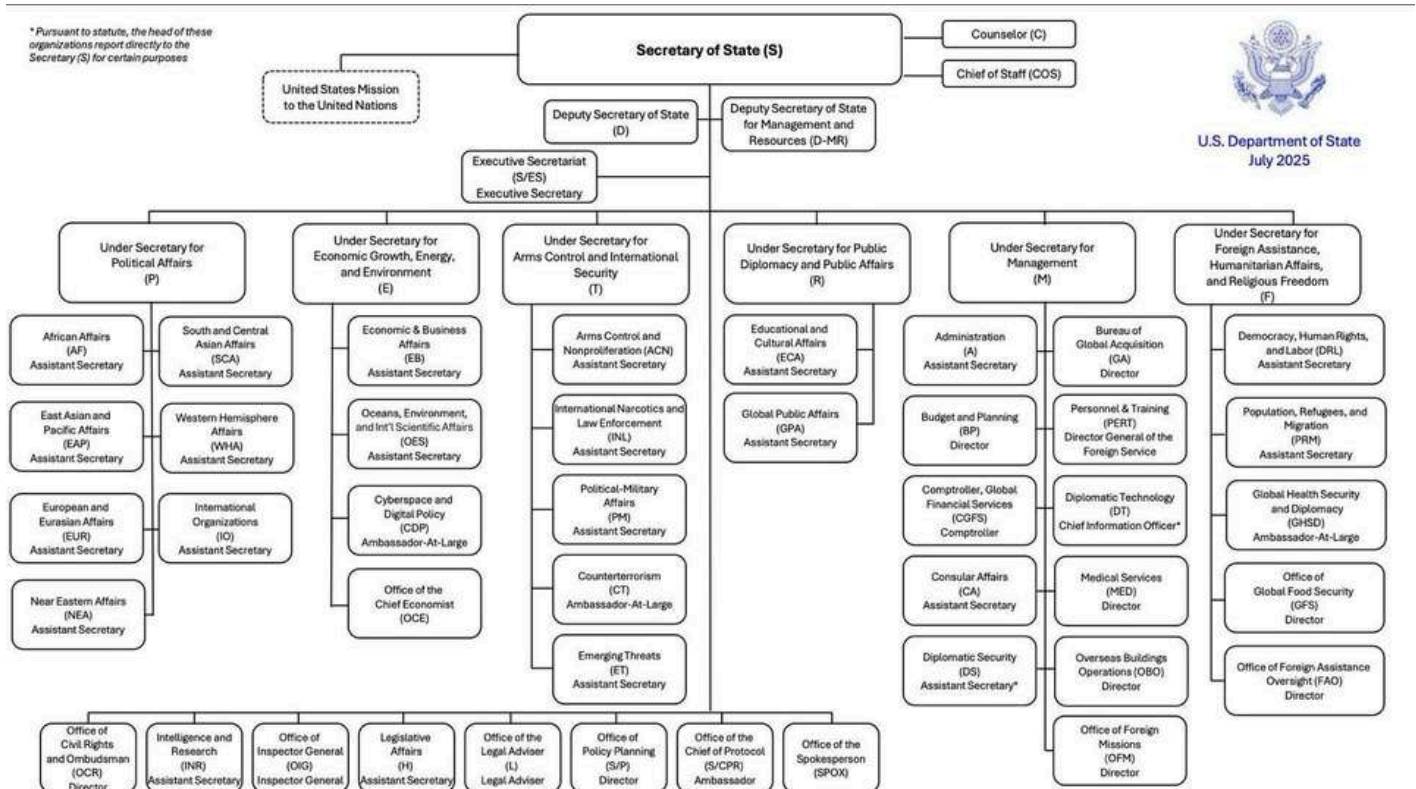 * Pursuant to statute, the head of these
organizations report directly to the
Secretary (S) for certain purposes
Secretary of State (S)
Counselor (C)
Chief of Staff (COS)
United States Mission
to the United Nations
Deputy Secretary of State
(D)
Deputy Secretary of State
for Management and
Resources (D-MR)
U.S. Department of State
July 2025
Executive Secretariat
(S/ES)
Executive Secretary
Under Secretary for
Political Affairs
(P)
Under Secretary for
Economic Growth, Energy,
and Environment
(E)
Under Secretary for
Arms Control and International
Security
(T)
Under Secretary for Public
Diplomacy and Public Affairs
(R)
Under Secretary for
Management
(M)
Under Secretary for
Foreign Assistance,
Humanitarian Affairs,
and Religious Freedom
(F)
African Affairs
(AF)
Assistant Secretary
South and Central
Asian Affairs
(SCA)
Assistant Secretary
East Asian and
Pacific Affairs
(EAP)
Assistant Secretary
Western Hemisphere
Affairs
(WHA)
Assistant Secretary
European and
Eurasian Affairs
(EUR)
Assistant Secretary
International
Organizations
(IO)
Assistant Secretary
Near Eastern Affairs
(NEA)
Assistant Secretary
Economic & Business
Affairs
(EB)
Assistant Secretary
Oceans, Environment,
and Int'l Scientific Affairs
(OES)
Assistant Secretary
Cyberspace and
Digital Policy
(CDP)
Ambassador-At-Large
Office of the
Chief Economist
(OCE)
Arms Control and
Nonproliferation (ACN)
Assistant Secretary
International Narcotics and
Law Enforcement
(INL)
Assistant Secretary
Political-Military
Affairs
(PM)
Assistant Secretary
Counterterrorism
(CT)
Ambassador-At-Large
Emerging Threats
(ET)
Assistant Secretary
Educational and
Cultural Affairs
(ECA)
Assistant Secretary
Global Public Affairs
(GPA)
Assistant Secretary
Administration
(A)
Assistant Secretary
Bureau of
Global Acquisition
(GA)
Director
Budget and Planning
(BP)
Director
Personnel & Training
(PERT)
Director General of the
Foreign Service
Comptroller, Global
Financial Services
(CGFS)
Comptroller
Diplomatic Technology
(DT)
Chief Information Officer*
Consular Affairs
(CA)
Assistant Secretary
Medical Services
(MED)
Director
Diplomatic Security
(DS)
Assistant Secretary*
Overseas Buildings
Operations (OBO)
Director
Office of Foreign
Missions
(OFM)
Director
Democracy, Human Rights,
and Labor (DRL)
Assistant Secretary
Population, Refugees, and
Migration
(PRM)
Assistant Secretary
Global Health Security
and Diplomacy
(GHSD)
Ambassador-At-Large
Office of
Global Food Security
(GFS)
Director
Office of Foreign Assistance
Oversight (FAO)
Director
Office of
Civil Rights
and Ombudsman
(OCR)
Director
Intelligence and
Research
(INR)
Assistant Secretary
Office of
Inspector General
(OIG)
Inspector General
Legislative
Affairs
(H)
Assistant Secretary
Office of the
Legal Adviser
(L)
Legal Adviser
Office of
Policy Planning
(S/P)
Director
Office of the
Chief of Protocol
(S/CPR)
Ambassador
Office of the
Spokesperson
(SPOX)